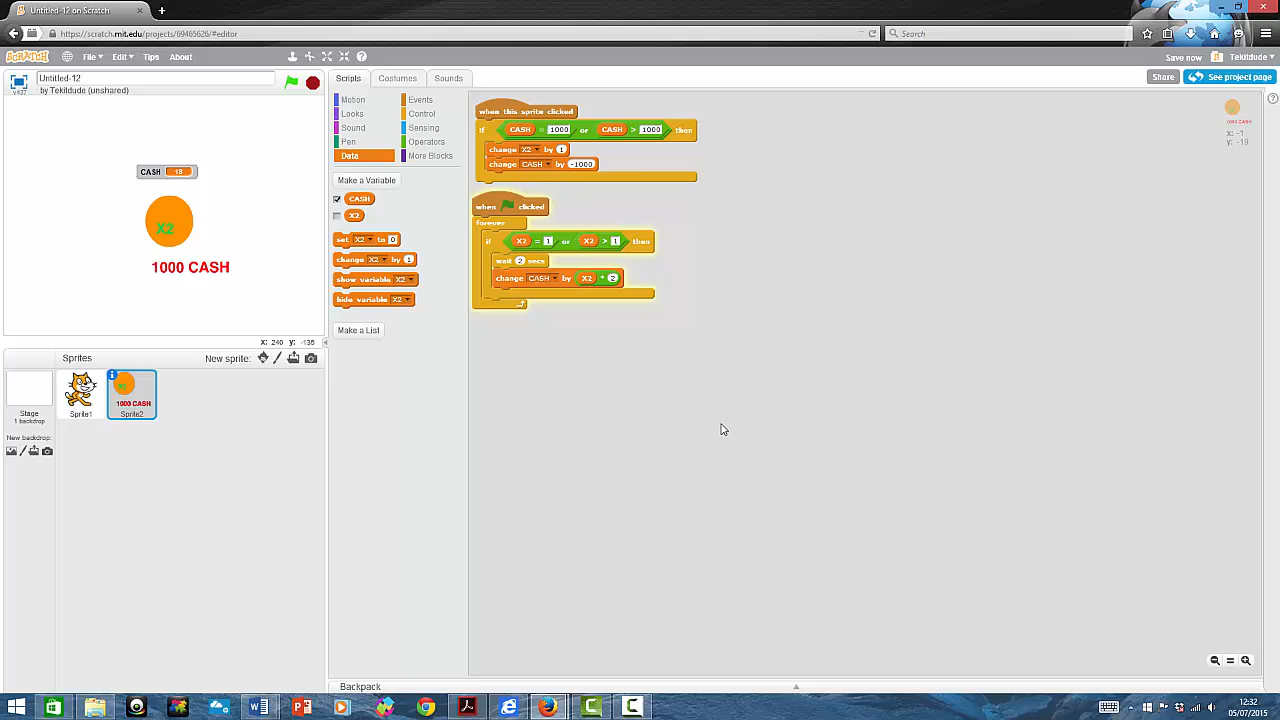 Untitled-12 on Scratch
https://scratch.mit.edu/projects/69465626/#editor
Search
SCRATCH
File
Edit
Tips
About
Tekitdude
Save now
Untitled-12
by Tekitdude (unshared)
v437
Scripts
Costumes
Sounds
Share
See project page
Motion
Events
Looks
Control
Sound
Sensing
Pen
Operators
Data
More Blocks
Make a Variable
CASH
X2
set X2 to 0
change X2 by 1
show variable X2
hide variable X2
Make a List
CASH 18
X2
1000 CASH
x: 240 y: -135
when this sprite clicked
if CASH = 1000 or CASH > 1000 then
change X2 by 1
change CASH by -1000
when clicked
forever
if X2 = 1 or X2 > 1 then
wait 2 secs
change CASH by X2 * 2
1000 CASH
x: -1
y: -19
Sprites
New sprite:
Stage
1 backdrop
New backdrop:
Sprite1
X2
1000 CASH
Sprite2
Backpack
12:32
05/07/2015